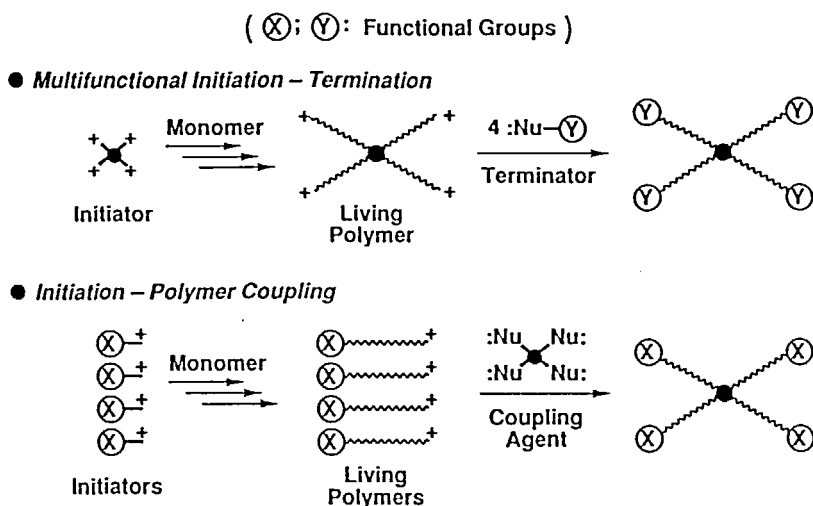 ( Ⓧ; Ⓨ: Functional Groups )
● Multifunctional Initiation – Termination
+ + + +
Monomer
+ + + +
4 :Nu–Ⓨ
Terminator
Ⓨ Ⓨ Ⓨ Ⓨ
Initiator
Living
Polymer
● Initiation – Polymer Coupling
Ⓧ–+
Ⓧ–+
Ⓧ–+
Ⓧ–+
Monomer
Ⓧ +
Ⓧ +
Ⓧ +
Ⓧ +
:Nu Nu:
:Nu Nu:
Coupling
Agent
Ⓧ Ⓧ
Ⓧ Ⓧ
Initiators
Living
Polymers